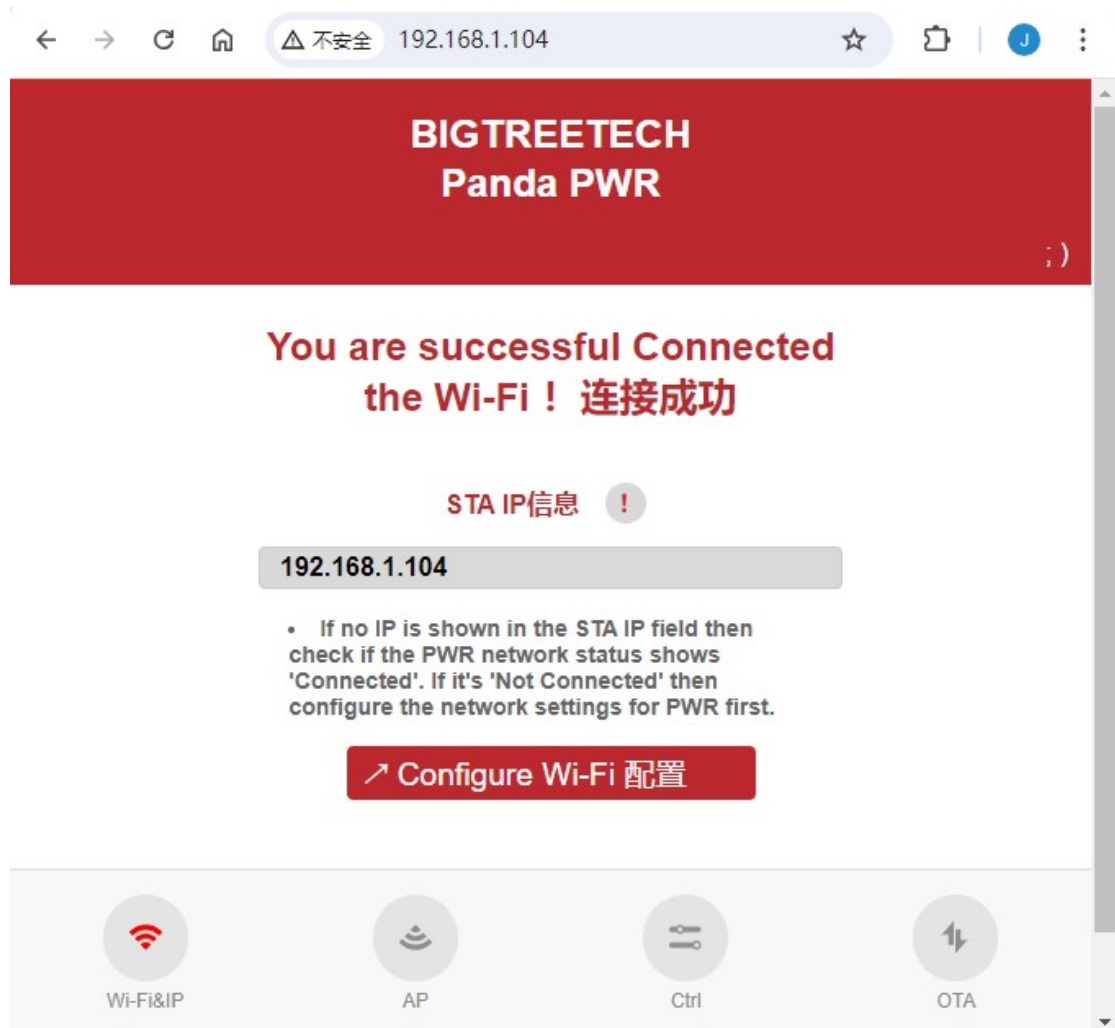 不安全 192.168.1.104 J
BIGTREETECH
Panda PWR
; )
You are successful Connected
the Wi-Fi！ 连接成功
STA IP信息 !
192.168.1.104
• If no IP is shown in the STA IP field then
check if the PWR network status shows
'Connected'. If it's 'Not Connected' then
configure the network settings for PWR first.
↗ Configure Wi-Fi 配置
Wi-Fi&IP AP Ctrl OTA